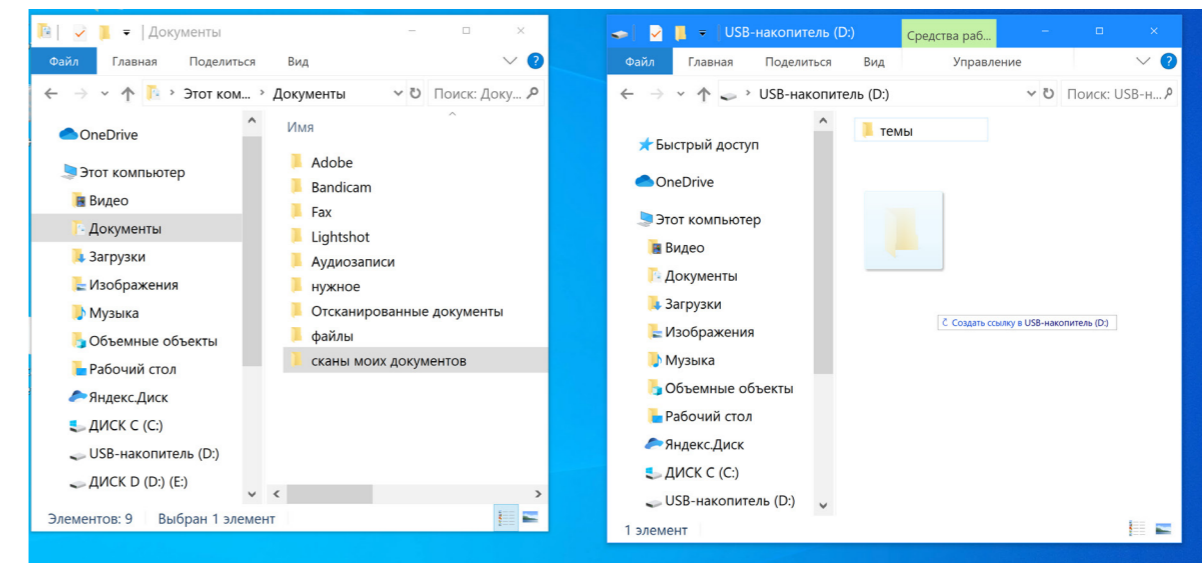 Документы
Файл Главная Поделиться Вид
Этот ком... Документы Поиск: Доку...
OneDrive
Этот компьютер
Видео
Документы
Загрузки
Изображения
Музыка
Объемные объекты
Рабочий стол
Яндекс.Диск
ДИСК C (C:)
USB-накопитель (D:)
ДИСК D (D:) (E:)
Имя
Adobe
Bandicam
Fax
Lightshot
Аудиозаписи
нужное
Отсканированные документы
файлы
сканы моих документов
Элементов: 9 Выбран 1 элемент
USB-накопитель (D:) Средства раб...
Файл Главная Поделиться Вид Управление
USB-накопитель (D:) Поиск: USB-н...
Быстрый доступ
OneDrive
Этот компьютер
Видео
Документы
Загрузки
Изображения
Музыка
Объемные объекты
Рабочий стол
Яндекс.Диск
ДИСК C (C:)
USB-накопитель (D:)
темы
Создать ссылку в USB-накопитель (D:)
1 элемент